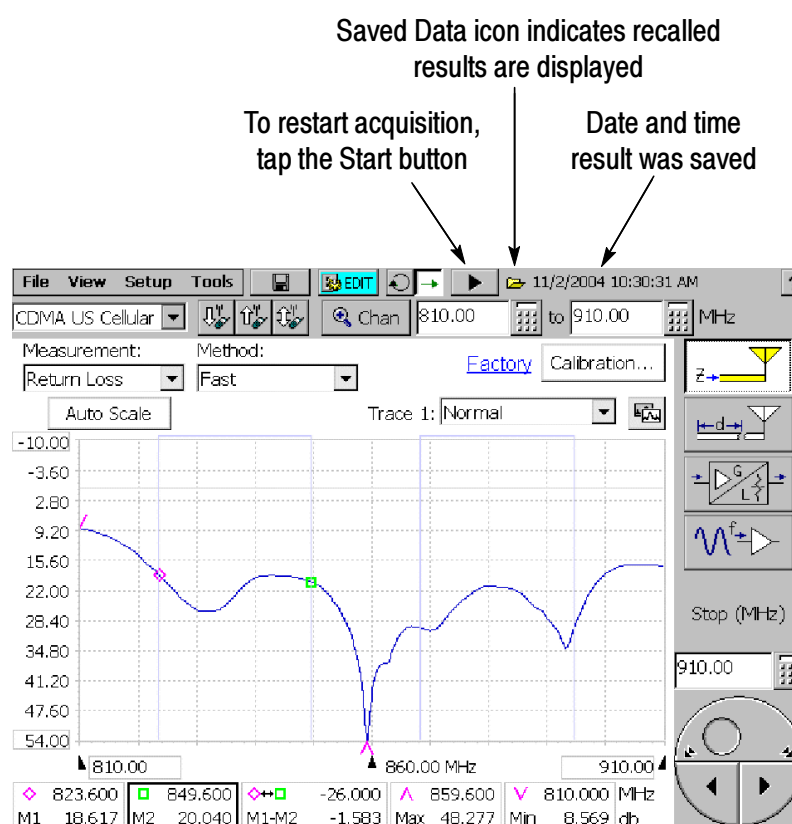 Saved Data icon indicates recalled
results are displayed
To restart acquisition,
tap the Start button
Date and time
result was saved
File View Setup Tools EDIT 11/2/2004 10:30:31 AM
CDMA US Cellular Chan 810.00 to 910.00 MHz
Measurement: Method:
Return Loss Fast Factory Calibration...
Auto Scale Trace 1: Normal
-10.00
-3.60
2.80
9.20
15.60
22.00
28.40
34.80
41.20
47.60
54.00
810.00 860.00 MHz 910.00
823.600 849.600 -26.000 859.600 810.000 MHz
M1 18.617 M2 20.040 M1-M2 -1.583 Max 48.277 Min 8.569 db
Z
d
G
L
f
Stop (MHz)
910.00